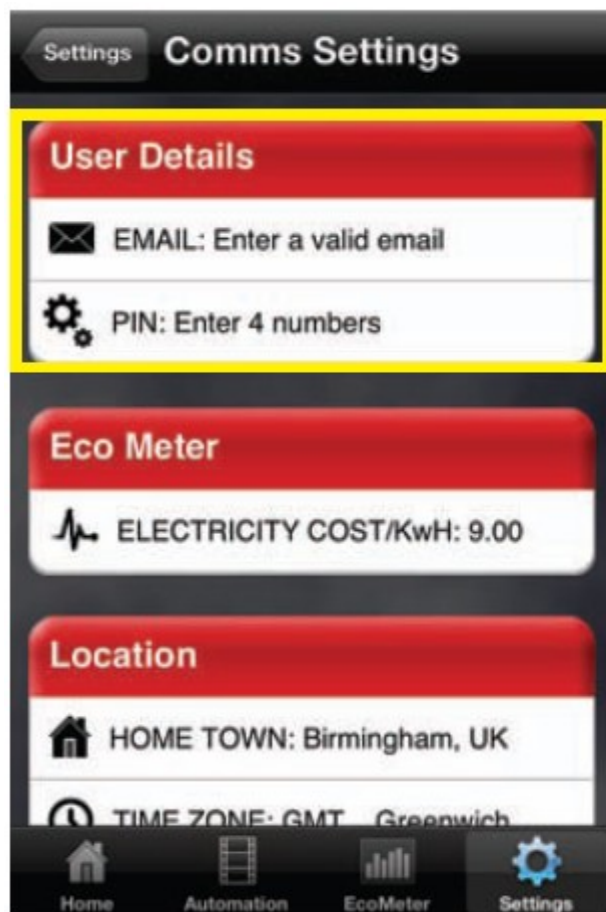 Settings Comms Settings
User Details
EMAIL: Enter a valid email
PIN: Enter 4 numbers
Eco Meter
ELECTRICITY COST/KwH: 9.00
Location
HOME TOWN: Birmingham, UK
TIME ZONE: GMT Greenwich
Home Automation EcoMeter Settings